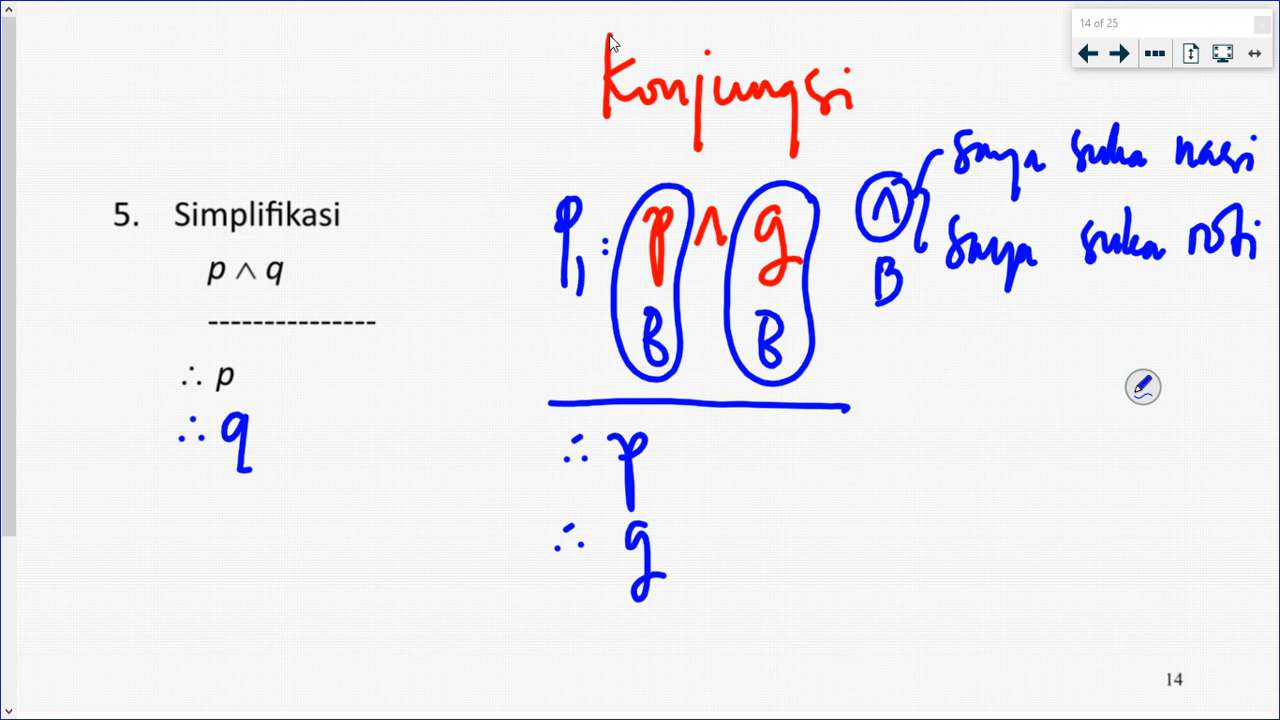 14 of 25
Konjungsi
5. Simplifikasi
p ∧ q
---------------
∴ p
∴ q
P1 : p ∧ q
B B
∴ p
∴ q
∧
B
saya suka nasi
saya suka roti
14